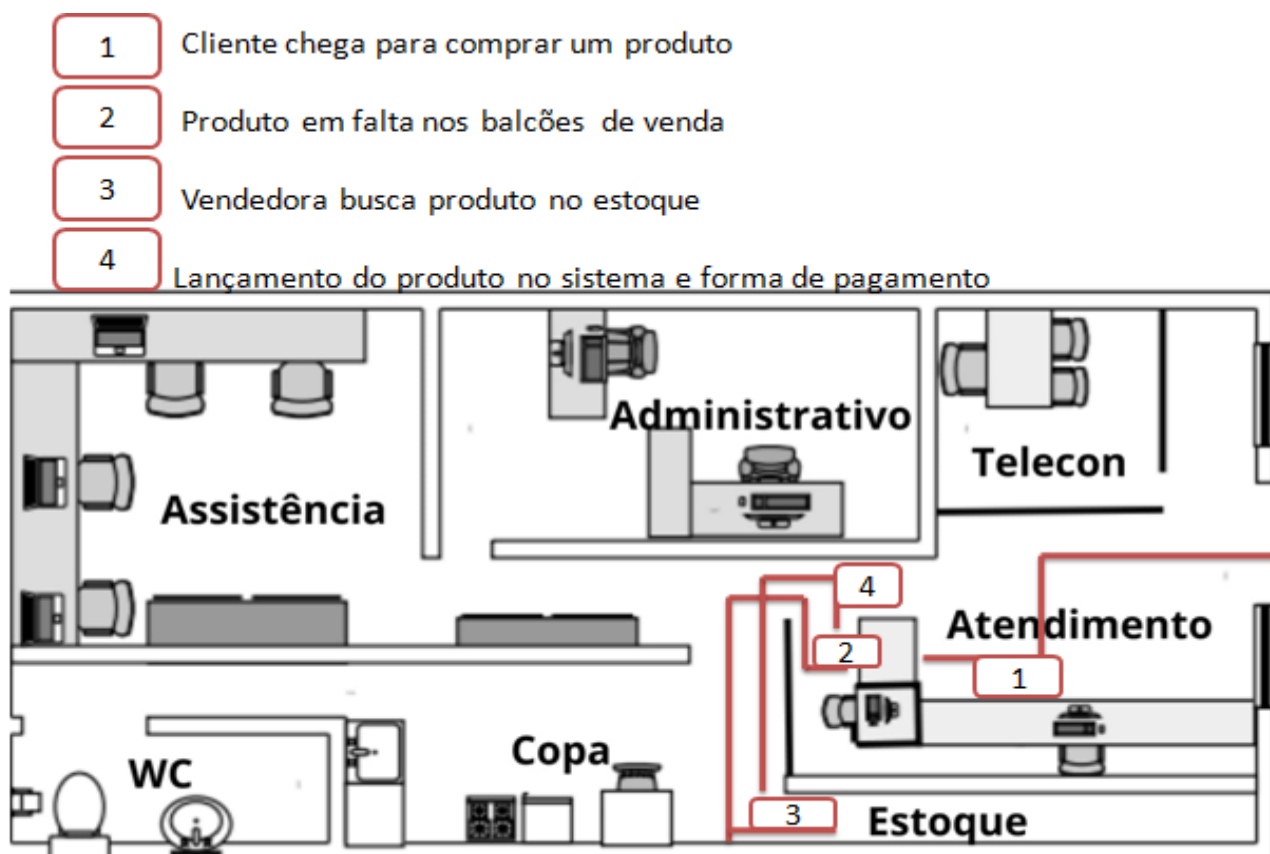 1 Cliente chega para comprar um produto
2 Produto em falta nos balcões de venda
3 Vendedora busca produto no estoque
4 Lançamento do produto no sistema e forma de pagamento
Administrativo
Telecon
Assistência
4
Atendimento
2
1
Copa
WC
3
Estoque